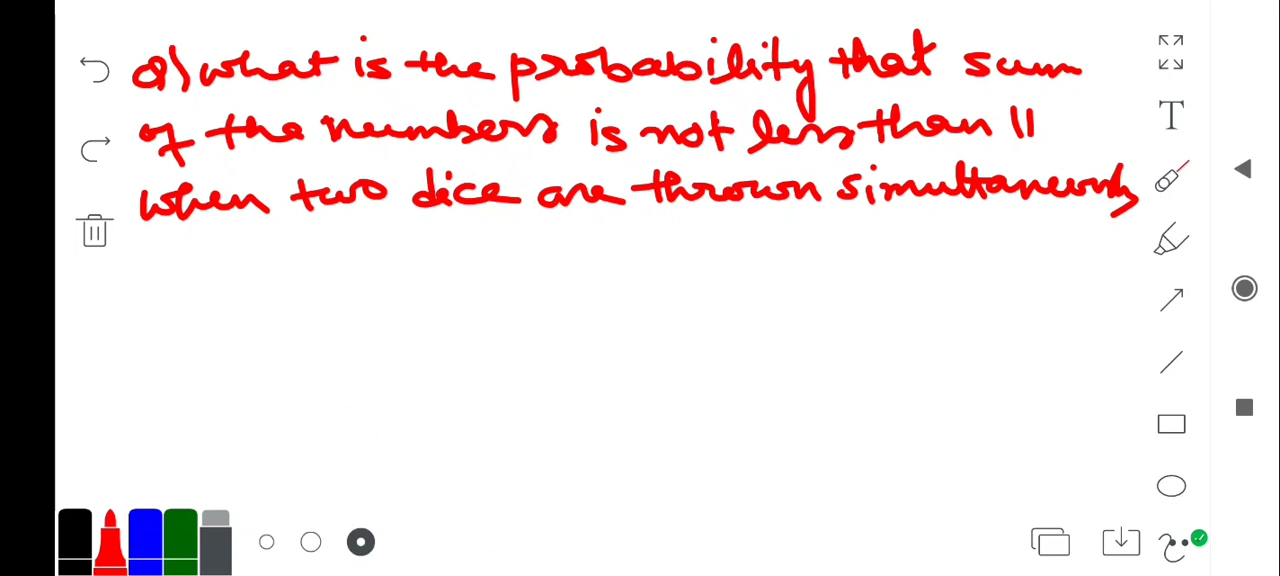 Q) what is the probability that sum
of the numbers is not less than 11
when two dice are thrown simultaneously
T